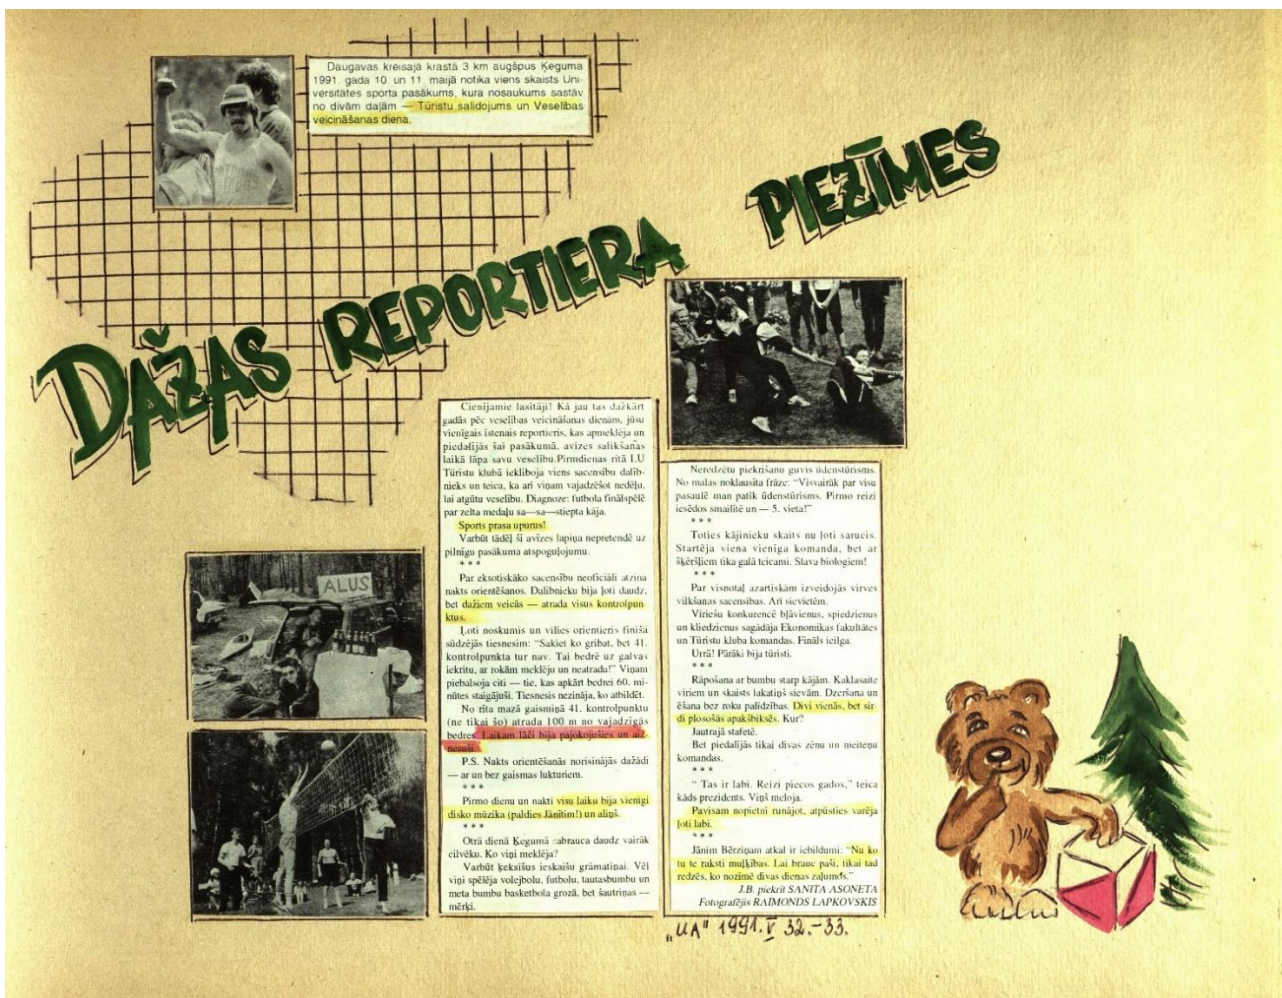 Daugavas kreisajā krastā 3 km augšpus Ķeguma
1991. gada 10. un 11. maijā notika viens skaists Uni-
versitātes sporta pasākums, kura nosaukums sastāv
no divām daļām — Tūristu salidojums un Veselības
veicināšanas diena.
DAŽAS REPORTIERA PIEZĪMES
Cienījamie lasītāji! Kā jau tas dažkārt
gadās pēc veselības veicināšanas dienām, jūsu
vienīgais īstenais reportieris, kas apmeklēja un
piedalījās šai pasākumā, avīzes salikšanas
laikā lāpa savu veselību.Pirmdienas rītā LU
Tūristu klubā iekliboja viens sacensību dalīb-
nieks un teica, ka arī viņam vajadzēšot nedēļu,
lai atgūtu veselību. Diagnoze: futbola finālspēlē
par zelta medaļu sa—sa—stiepta kāja.
Sports prasa upurus!
Varbūt tādēļ šī avīzes lapiņa nepretendē uz
pilnīgu pasākuma atspoguļojumu.
* * *
Par eksotiskāko sacensību neoficiāli atzina
nakts orientēšanos. Dalībnieku bija ļoti daudz,
bet dažiem veicās — atrada visus kontrolpun-
ktus.
Ļoti noskumis un vīlies orientieris finišā
sūdzējās tiesnesim: “Sakiet ko gribat, bet 41.
kontrolpunkta tur nav. Tai bedrē uz galvas
iekritu, ar rokām meklēju un neatradu!” Viņam
piebalsoja citi — tie, kas apkārt bedrei 60. mi-
nūtes staigājuši. Tiesnesis nezināja, ko atbildēt.
No rīta mazā gaismiņā 41. kontrolpunktu
(ne tikai šo) atrada 100 m no vajadzīgās
bedres. Laikam lāči bija pajokojušies un aiz-
nesuši.
P.S. Nakts orientēšanās norisinājās dažādi
— ar un bez gaismas lukturiem.
* * *
Pirmo dienu un nakti visu laiku bija vienīgi
disko mūzika (paldies Jānītim!) un aliņš.
* * *
Otrā dienā Ķegumā sabrauca daudz vairāk
cilvēku. Ko viņi meklēja?
Varbūt ķeksīšus ieskaišu grāmatiņai. Vēl
viņi spēlēja volejbolu, futbolu, tautasbumbu un
meta bumbu basketbola grozā, bet šautriņas —
mērķī.
Neredzētu piekrišanu guvis ūdenstūrisms.
No malas noklausīta frāze: “Visvairāk par visu
pasaulē man patīk ūdenstūrisms. Pirmo reizi
iesēdos smailītē un — 5. vieta!”
* * *
Toties kājinieku skaits nu ļoti sarucis.
Startēja viena vienīga komanda, bet ar
šķēršļiem tika galā teicami. Slava biologiem!
* * *
Par visnotaļ azartiskām izveidojās virves
vilkšanas sacensības. Arī sievietēm.
Vīriešu konkurencē bļāvienus, spiedzienus
un kliedzienus sagādāja Ekonomikas fakultātes
un Tūristu kluba komandas. Fināls ieilga.
Urrā! Pārāki bija tūristi.
* * *
Rāpošana ar bumbu starp kājām. Kaklasaite
vīriem un skaists lakatiņš sievām. Dzeršana un
ēšana bez roku palīdzības. Divi vienās, bet sir-
di plosošās apakšbiksēs. Kur?
Jautrajā stafetē.
Bet piedalījās tikai divas zēnu un meiteņu
komandas.
* * *
“ Tas ir labi. Reizi piecos gados,” teica
kāds prezidents. Viņš meloja.
Pavisam nopietni runājot, atpūsties varēja
ļoti labi.
* * *
Jānim Bērziņam atkal ir iebildumi: “Nu ko
tu te raksti muļķības. Lai brauc paši, tikai tad
redzēs, ko nozīmē divas dienas zaļumos.”
J.B. piekrīt SANITA ASONETA
Fotografējis RAIMONDS LAPKOVSKIS
ALUS
„UA” 1991. V 32.-33.